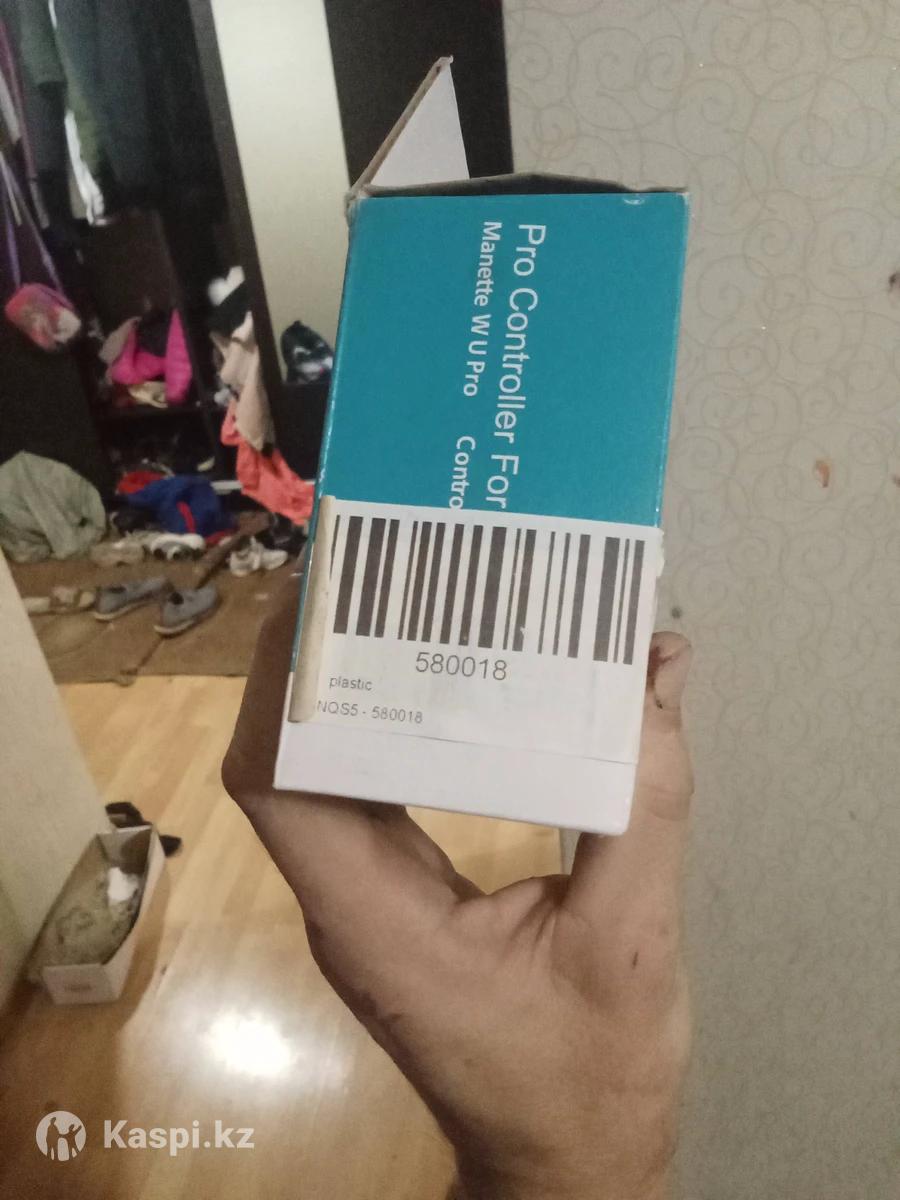 Pro Controller For
Manette W U Pro
Contro
580018
plastic
NQS5 - 580018
Kaspi.kz